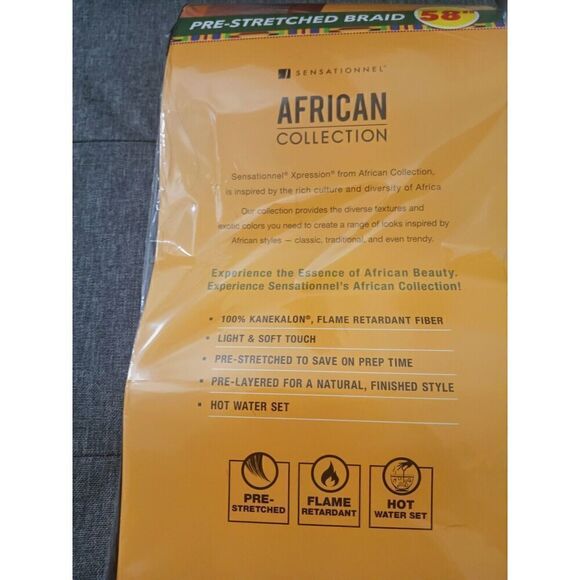 PRE-STRETCHED BRAID 58"
SENSATIONNEL®
AFRICAN
COLLECTION
Sensationnel® Xpression® from African Collection,
is inspired by the rich culture and diversity of Africa
Our collection provides the diverse textures and
exotic colors you need to create a range of looks inspired by
African styles — classic, traditional, and even trendy.
Experience the Essence of African Beauty.
Experience Sensationnel's African Collection!
• 100% KANEKALON®, FLAME RETARDANT FIBER
• LIGHT & SOFT TOUCH
• PRE-STRETCHED TO SAVE ON PREP TIME
• PRE-LAYERED FOR A NATURAL, FINISHED STYLE
• HOT WATER SET
PRE-
STRETCHED
FLAME
RETARDANT
HOT
WATER SET